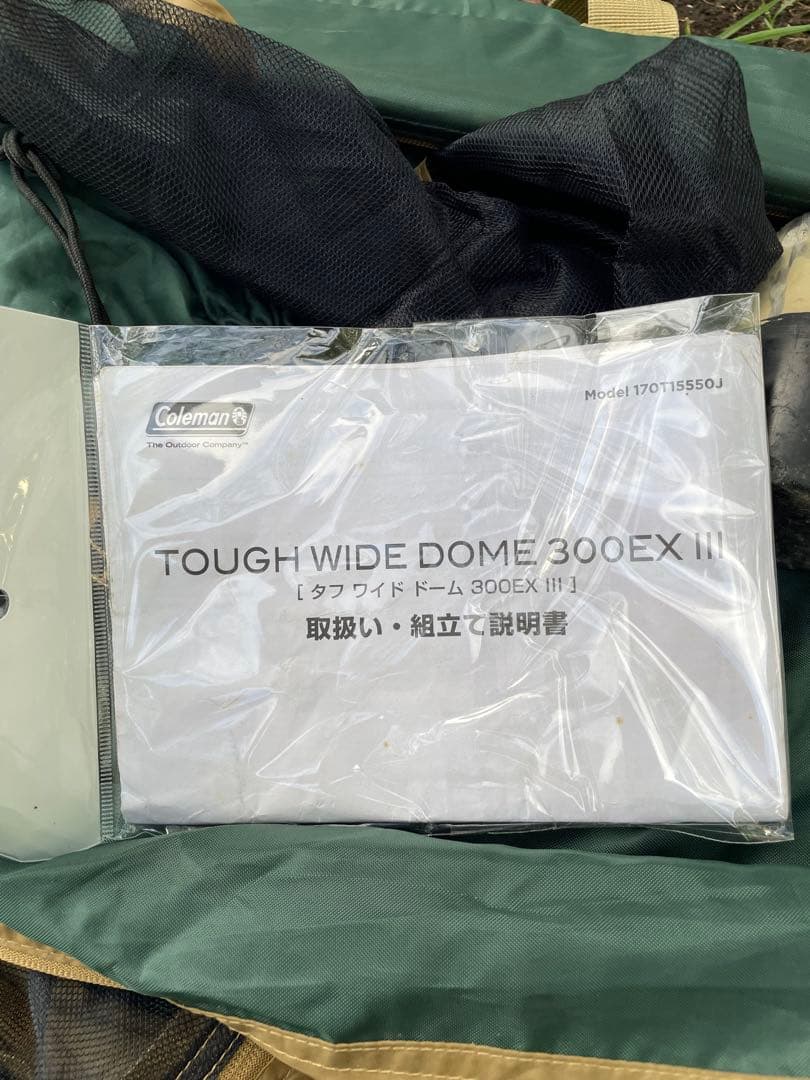 Coleman
The Outdoor Company™
Model 170T15550J
TOUGH WIDE DOME 300EX III
[ タフ ワイド ドーム 300EX III ]
取扱い・組立て説明書